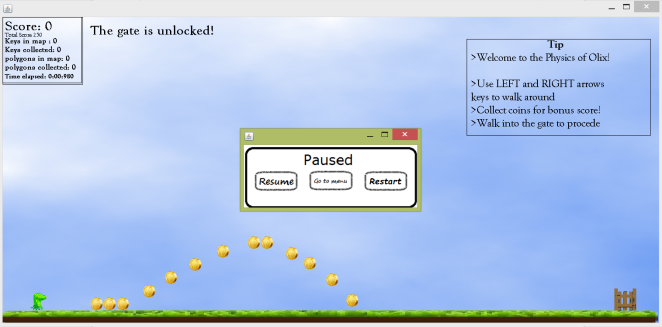 Score: 0
Total Score 230
Keys in map : 0
Keys collected: 0
polygons in map: 0
polygons collected: 0
Time elapsed: 0:00:980
The gate is unlocked!
Tip
>Welcome to the Physics of Olix!
>Use LEFT and RIGHT arrows
keys to walk around
>Collect coins for bonus score!
>Walk into the gate to procede
Paused
Resume
Go to menu
Restart